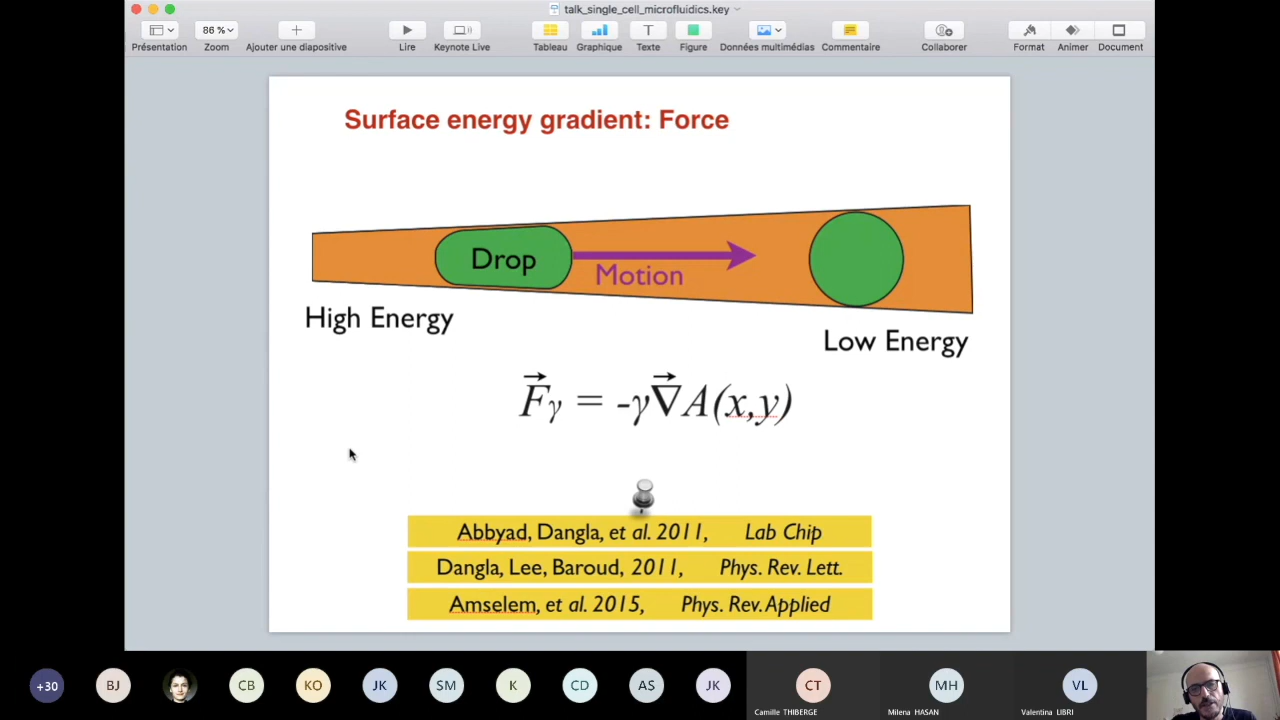 talk_single_cell_microfluidics.key
86 %
Présentation Zoom Ajouter une diapositive Lire Keynote Live Tableau Graphique Texte Figure Données multimédias Commentaire Collaborer Format Animer Document
Surface energy gradient: Force
Drop
Motion
High Energy
Low Energy
F⃗γ = -γ∇⃗A(x,y)
Abbyad, Dangla, et al. 2011, Lab Chip
Dangla, Lee, Baroud, 2011, Phys. Rev. Lett.
Amselem, et al. 2015, Phys. Rev. Applied
+30 BJ CB KO JK SM K CD AS JK CT MH VL
Camille THIBERGE Milena HASAN Valentina LIBRI